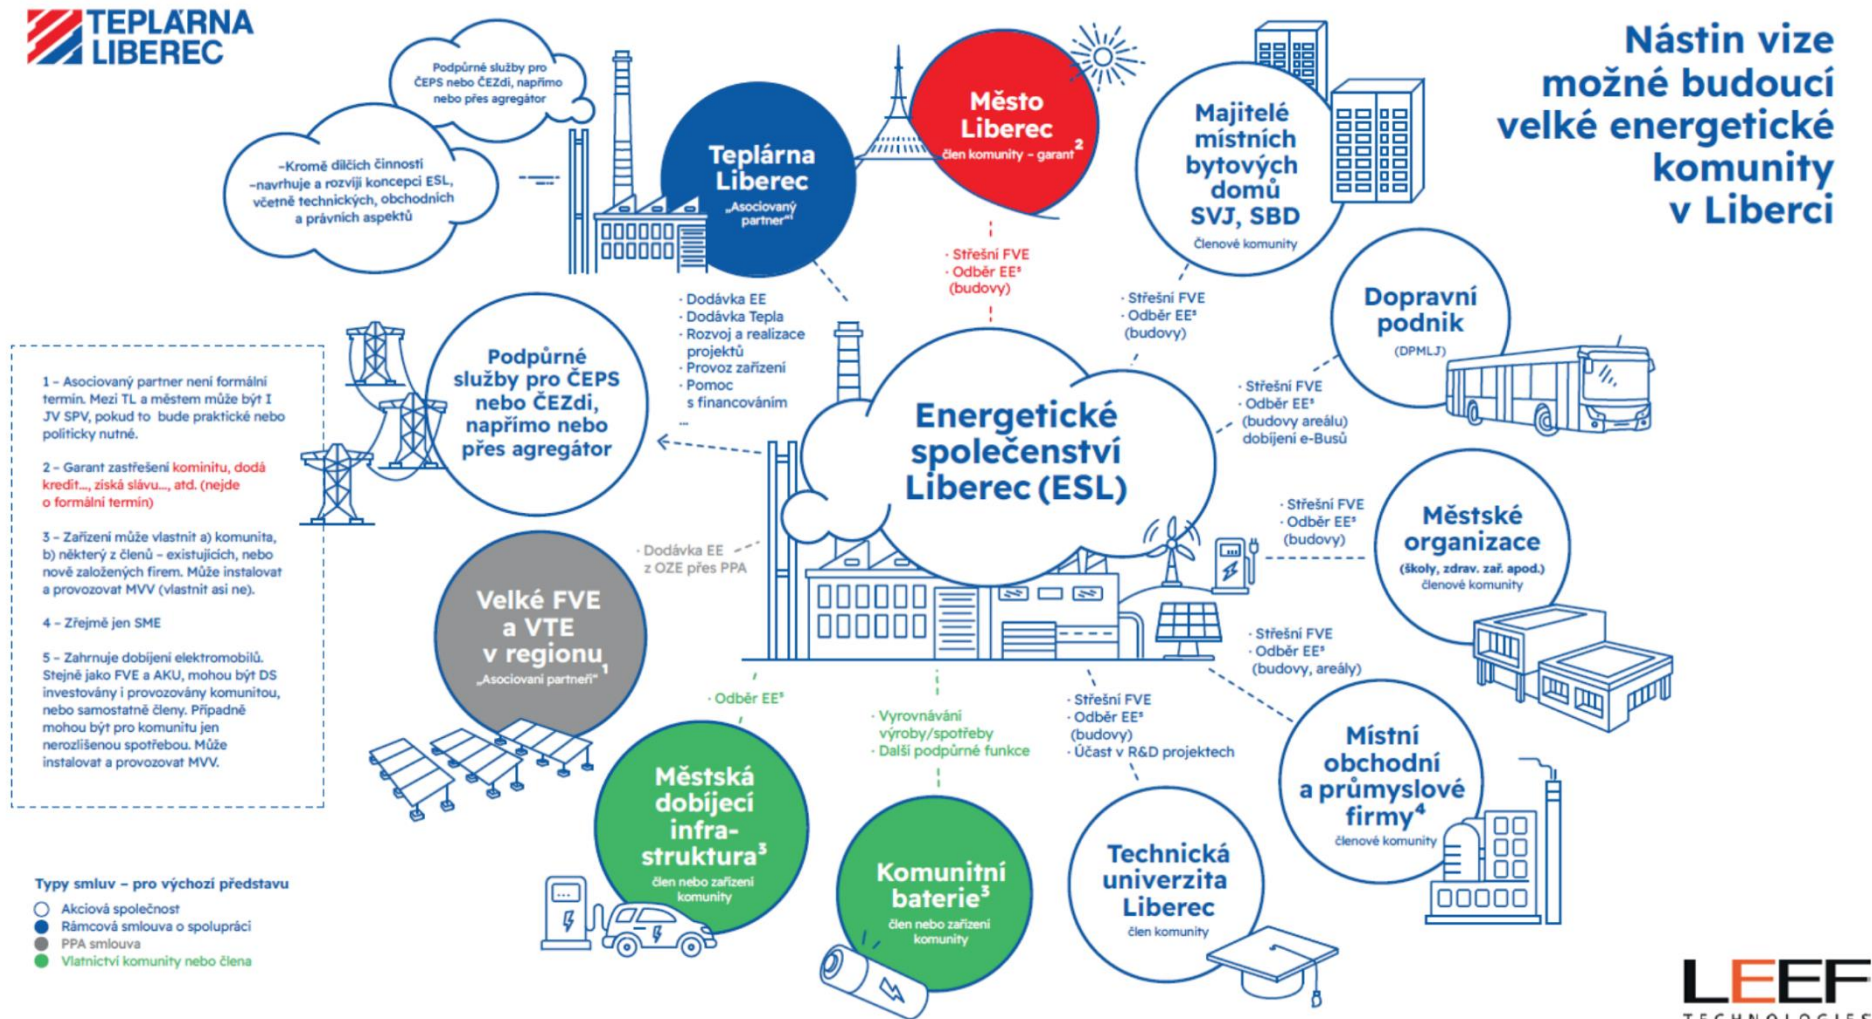 TEPLÁRNA
LIBEREC
Nástin vize
možné budoucí
velké energetické
komunity
v Liberci
Podpůrné služby pro
ČEPS nebo ČEZdi, napřímo
nebo přes agregátor
-Kromě dílčích činností
-navrhuje a rozvíjí koncepci ESL,
včetně technických, obchodních
a právních aspektů
Teplárna
Liberec
„Asociovaný
partner“¹
Město
Liberec
člen komunity – garant²
Majitelé
místních
bytových
domů
SVJ, SBD
Členové komunity
· Střešní FVE
· Odběr EE⁵
(budovy)
· Střešní FVE
· Odběr EE⁵
(budovy)
· Dodávka EE
· Dodávka Tepla
· Rozvoj a realizace
projektů
· Provoz zařízení
· Pomoc
s financováním
...
Dopravní
podnik
(DPMLJ)
· Střešní FVE
· Odběr EE⁵
(budovy areálu)
dobíjení e-Busů
Podpůrné
služby pro ČEPS
nebo ČEZdi,
napřímo nebo
přes agregátor
Energetické
společenství
Liberec (ESL)
Městské
organizace
(školy, zdrav. zař. apod.)
členové komunity
· Střešní FVE
· Odběr EE⁵
(budovy)
1 – Asociovaný partner není formální
termín. Mezi TL a městem může být I
JV SPV, pokud to bude praktické nebo
politicky nutné.
2 – Garant zastřešení kominitu, dodá
kredit..., získá slávu..., atd. (nejde
o formální termín)
3 – Zařízení může vlastnit a) komunita,
b) některý z členů – existujících, nebo
nově založených firem. Může instalovat
a provozovat MVV (vlastnit asi ne).
4 – Zřejmě jen SME
5 – Zahrnuje dobíjení elektromobilů.
Stejně jako FVE a AKU, mohou být DS
investovány i provozovány komunitou,
nebo samostatně členy. Případně
mohou být pro komunitu jen
nerozlišenou spotřebou. Může
instalovat a provozovat MVV.
· Dodávka EE
z OZE přes PPA
Velké FVE
a VTE
v regionu¹
„Asociovaní partneři“
· Střešní FVE
· Odběr EE⁵
(budovy, areály)
Místní
obchodní
a průmyslové
firmy⁴
členové komunity
· Odběr EE⁵
Městská
dobíjecí
infra-
struktura³
člen nebo zařízení
komunity
· Vyrovnávání
výroby/spotřeby
· Další podpůrné funkce
Komunitní
baterie³
člen nebo zařízení
komunity
· Střešní FVE
· Odběr EE⁵
(budovy)
· Účast v R&D projektech
Technická
univerzita
Liberec
člen komunity
Typy smluv – pro výchozí představu
Akciová společnost
Rámcová smlouva o spolupráci
PPA smlouva
Vlatnictví komunity nebo člena
LEEF
TECHNOLOGIES